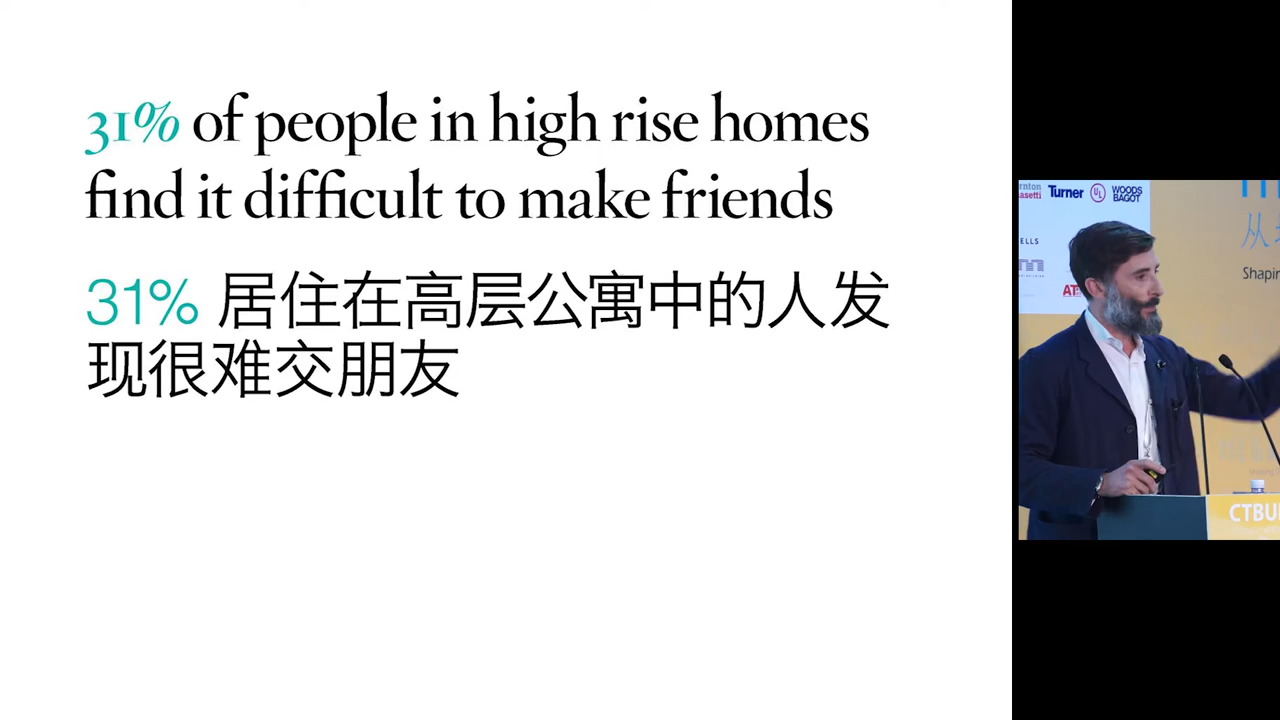 31% of people in high rise homes
find it difficult to make friends
31% 居住在高层公寓中的人发
现很难交朋友
Turner
UL
WOODS
BAGOT